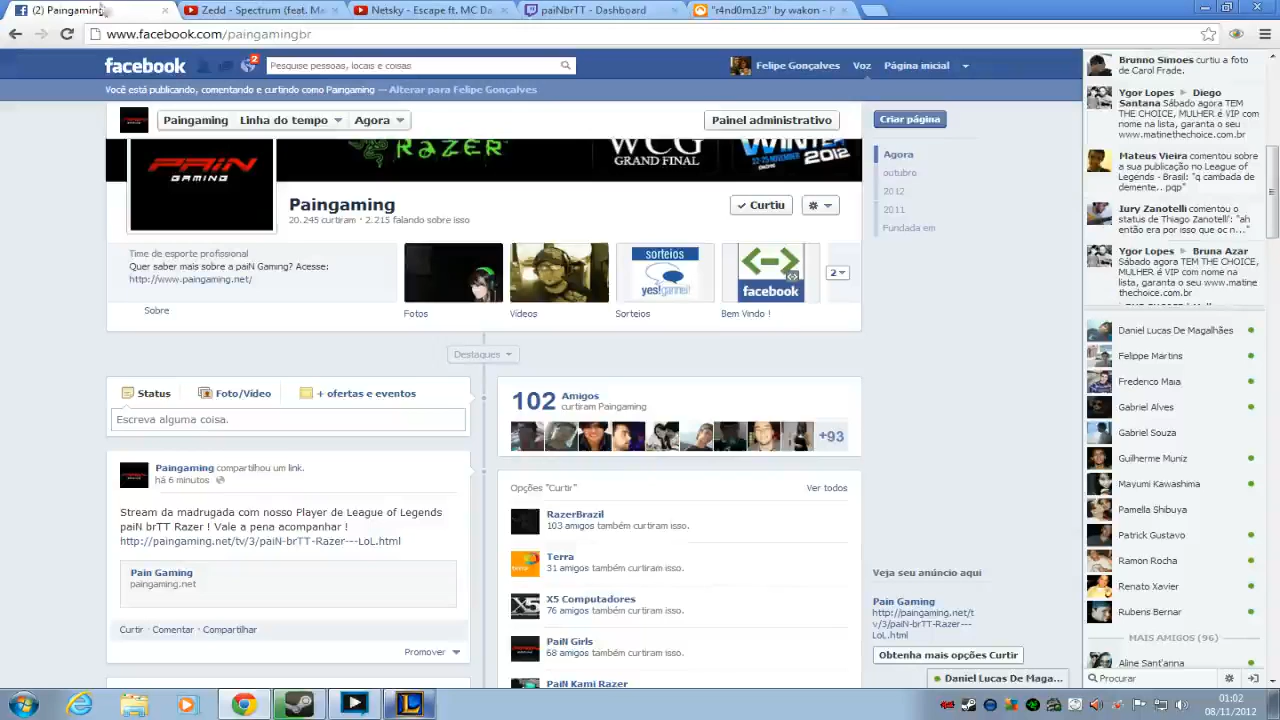 (2) Paingaming
Zedd - Spectrum (feat. Ma
Netsky - Escape ft. MC Da
paiNbrTT - Dashboard
"r4nd0m1z3" by wakon - P
www.facebook.com/paingamingbr
facebook
2
Pesquise pessoas, locais e coisas
Felipe Gonçalves
Voz
Página inicial
Você está publicando, comentando e curtindo como Paingaming — Alterar para Felipe Gonçalves
Paingaming
Linha do tempo
Agora
Painel administrativo
Criar página
RAZER
WCG
GRAND FINAL
WINTER
22-25 NOVEMBER 2012
PAIN
GAMING
Agora
outubro
2012
2011
Fundada em
Paingaming
20.245 curtiram · 2.215 falando sobre isso
Curtiu
Time de esporte profissional
Quer saber mais sobre a paiN Gaming? Acesse:
http://www.paingaming.net/
Sobre
sorteios
facebook
2
Fotos
Vídeos
Sorteios
Bem Vindo !
Destaques
Status
Foto/Vídeo
+ ofertas e eventos
Escreva alguma coisa.
102 Amigos
curtiram Paingaming
+93
Paingaming compartilhou um link.
há 6 minutos
Stream da madrugada com nosso Player de League of Legends
paiN brTT Razer ! Vale a pena acompanhar !
http://paingaming.net/tv/3/paiN-brTT-Razer---LoL.html
Pain Gaming
paingaming.net
Curtir · Comentar · Compartilhar
Promover
Opções "Curtir"
Ver todos
RazerBrazil
103 amigos também curtiram isso.
Terra
31 amigos também curtiram isso.
X5 Computadores
76 amigos também curtiram isso.
PaiN Girls
68 amigos também curtiram isso.
PaiN Kami Razer
Veja seu anúncio aqui
Pain Gaming
http://paingaming.net/t
v/3/paiN-brTT-Razer---
LoL.html
Obtenha mais opções Curtir
Daniel Lucas De Maga...
Brunno Simoes curtiu a foto
de Carol Frade.
Ygor Lopes ▶ Diego
Santana Sábado agora TEM
THE CHOICE, MULHER é VIP com
nome na lista, garanta o seu
www.matinethechoice.com.br
Mateus Vieira comentou sobre
a sua publicação no League of
Legends - Brasil: "q cambada de
demente.. pqp"
Iury Zanotelli comentou o
status de Thiago Zanotelli: "ah
então era por isso que oc n..."
Ygor Lopes ▶ Bruna Azar
Sábado agora TEM THE CHOICE,
MULHER é VIP com nome na
lista, garanta o seu www.matine
thechoice.com.br
Daniel Lucas De Magalhães
Felippe Martins
Frederico Maia
Gabriel Alves
Gabriel Souza
Guilherme Muniz
Mayumi Kawashima
Pamella Shibuya
Patrick Gustavo
Ramon Rocha
Renato Xavier
Rubens Bernar
MAIS AMIGOS (96)
Aline Sant'anna
Procurar
01:02
08/11/2012